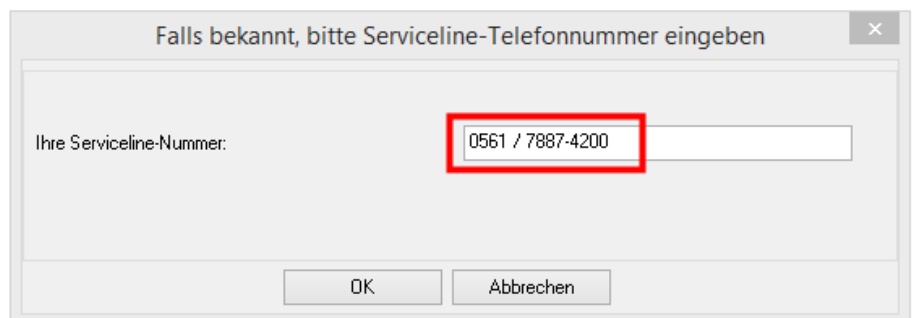 Falls bekannt, bitte Serviceline-Telefonnummer eingeben
Ihre Serviceline-Nummer:
0561 / 7887-4200
OK
Abbrechen